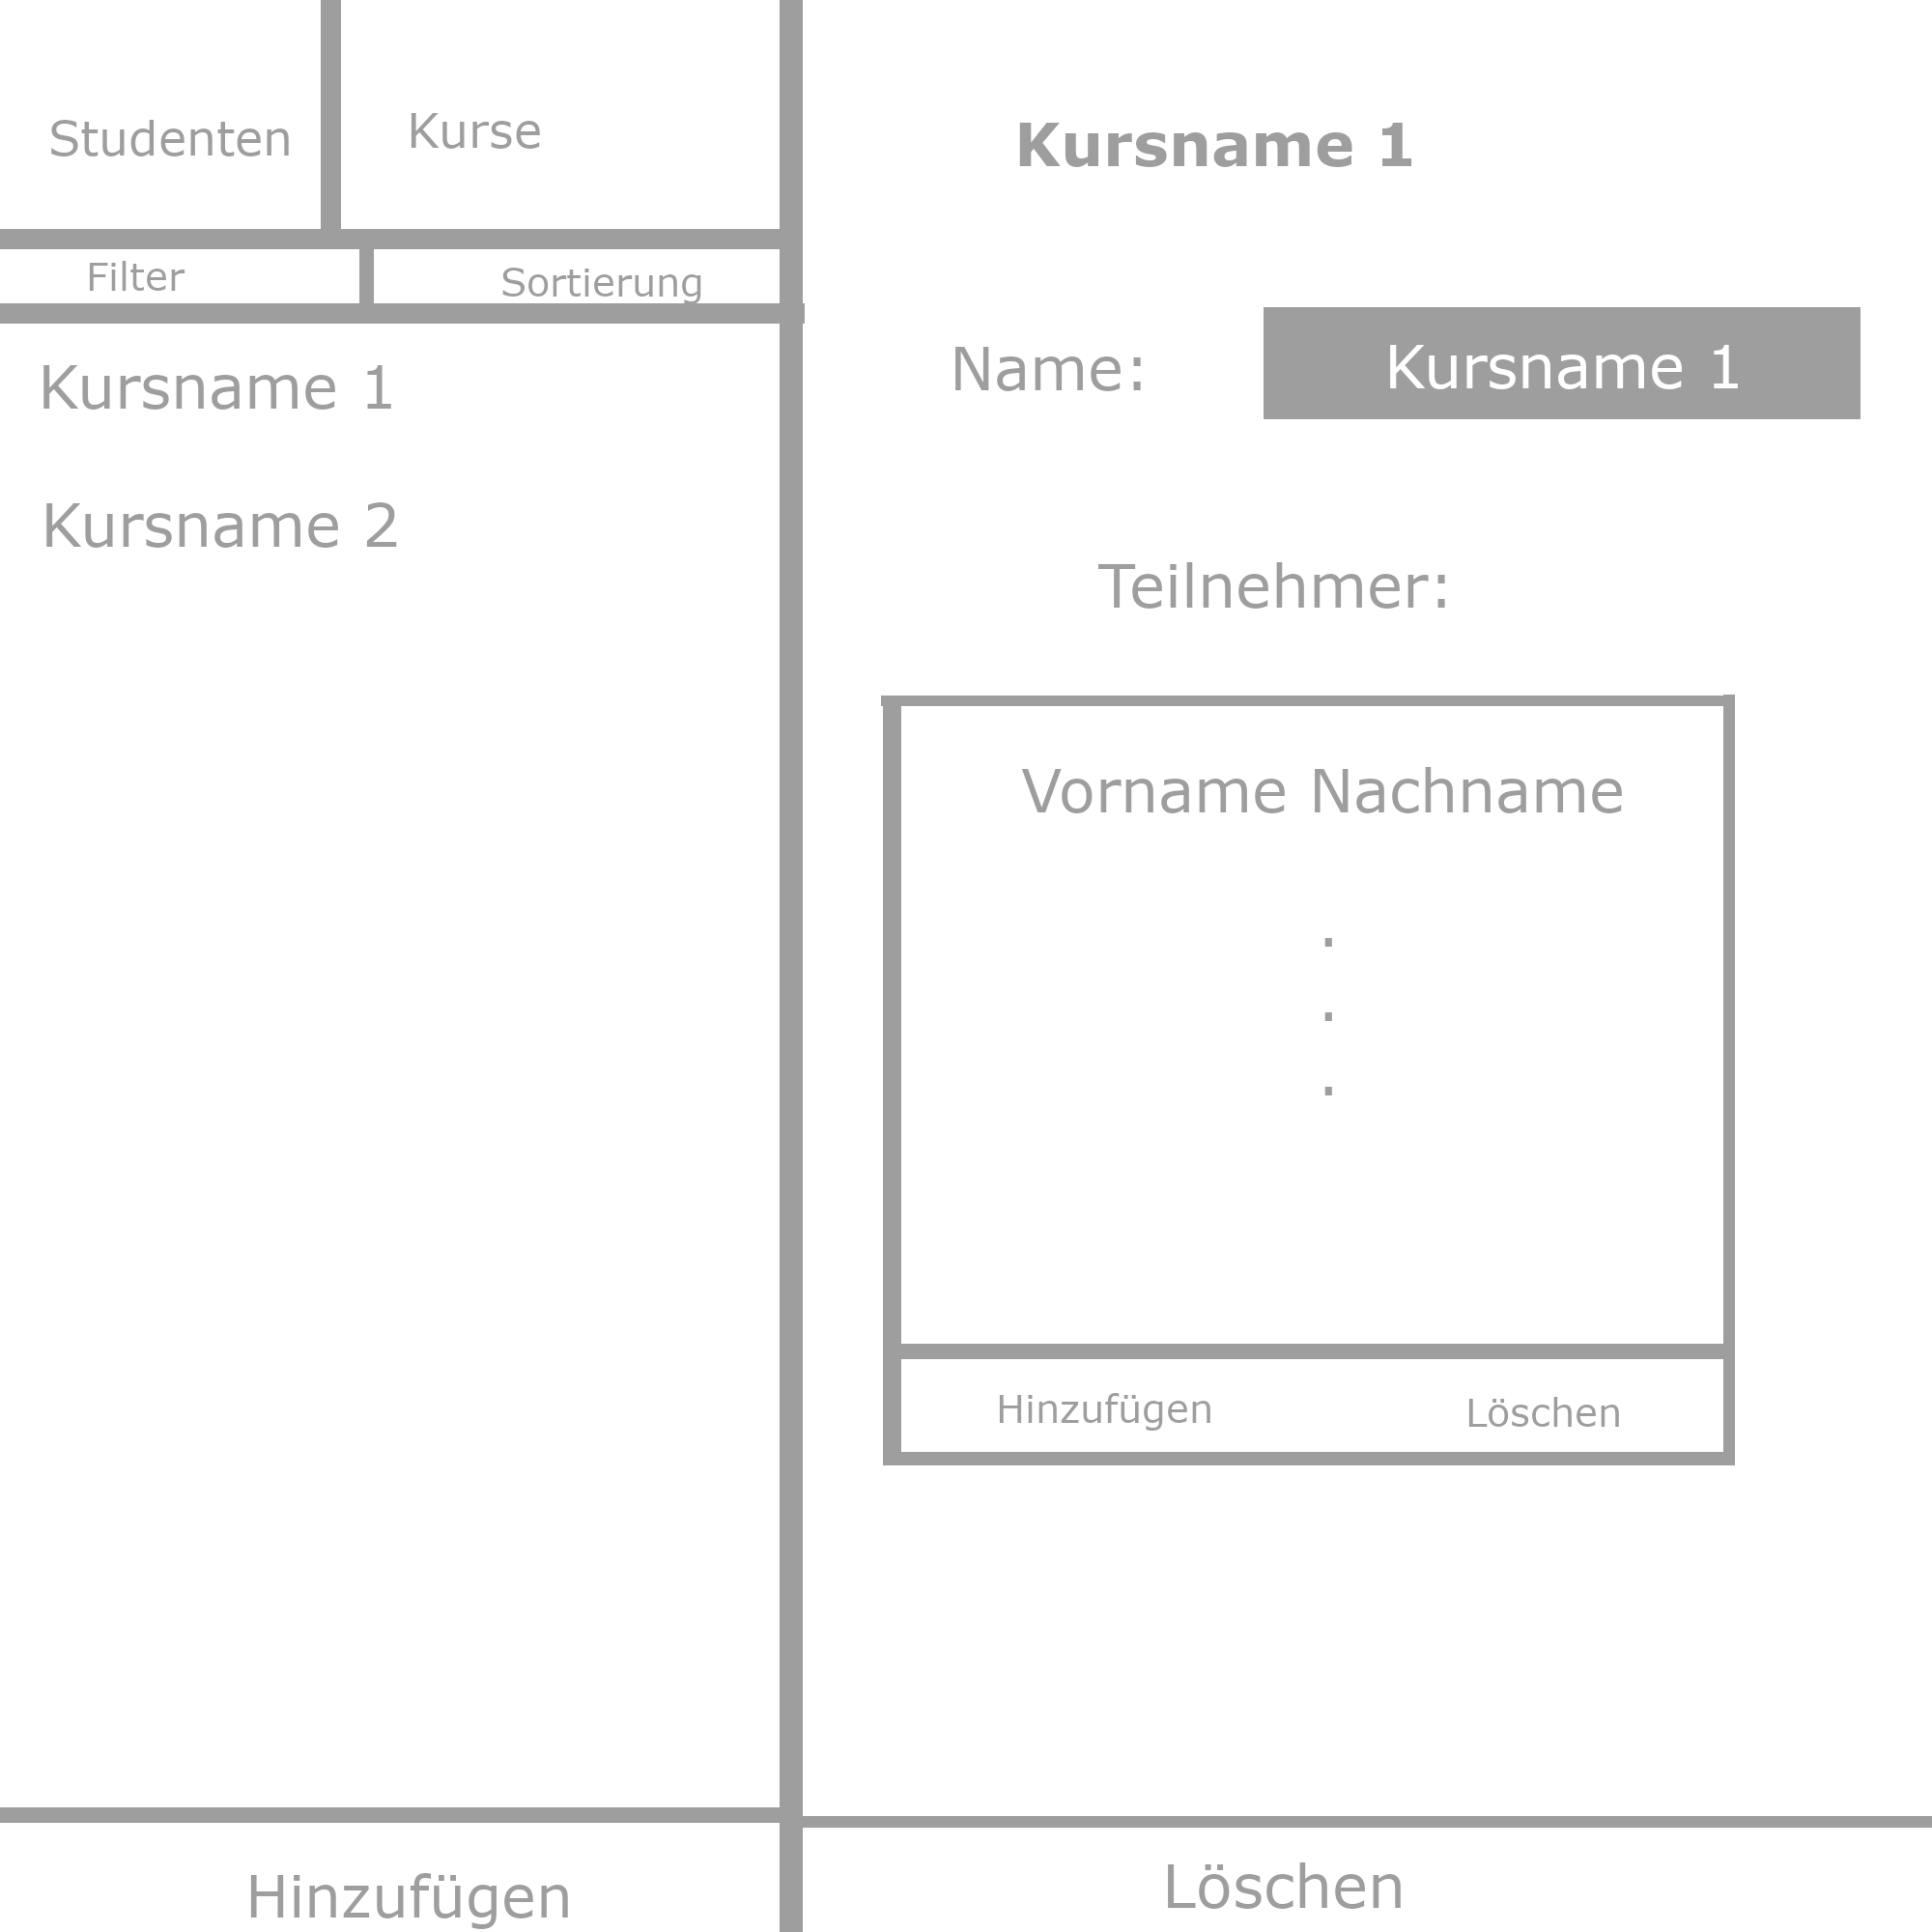 Studenten
Kurse
Filter
Sortierung
Kursname 1
Kursname 2
Hinzufügen
Kursname 1
Name:
Kursname 1
Teilnehmer:
Vorname Nachname
.
.
.
Hinzufügen
Löschen
Löschen